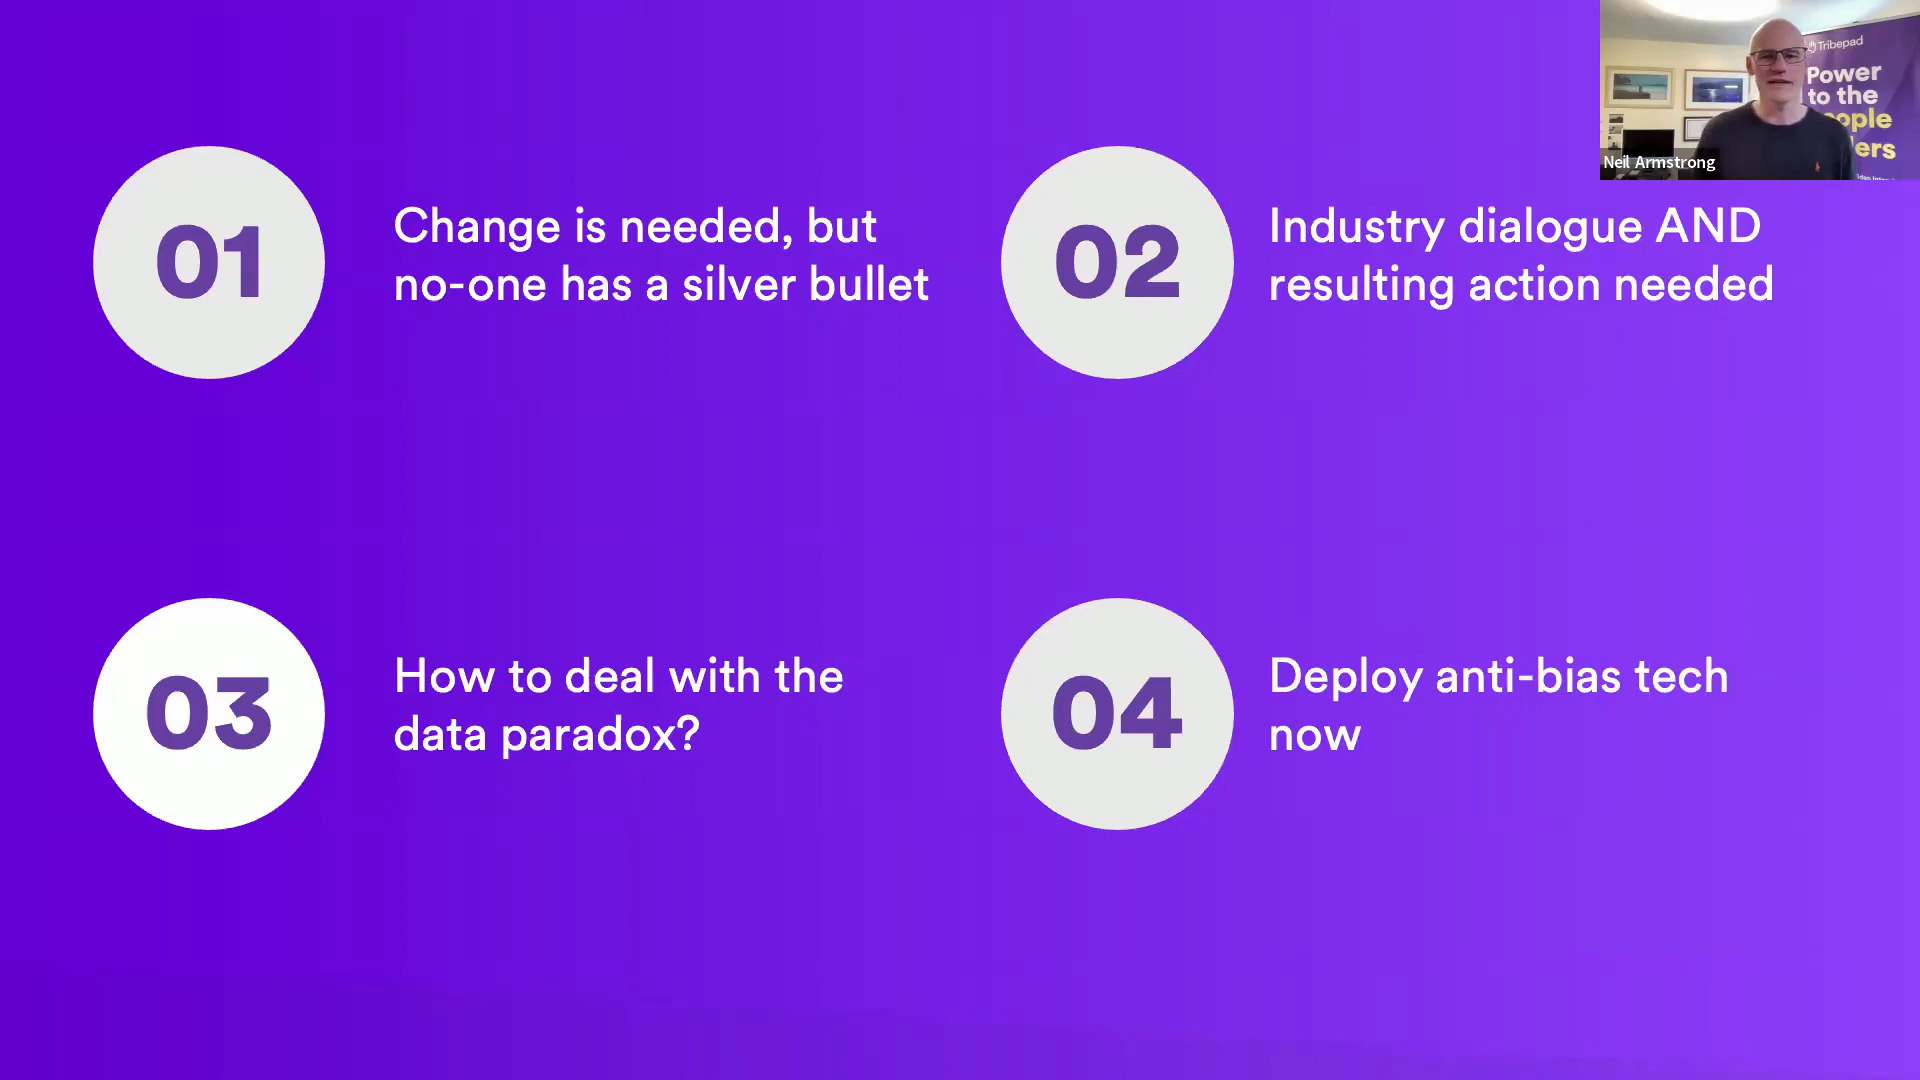 01
Change is needed, but
no-one has a silver bullet
02
Industry dialogue AND
resulting action needed
03
How to deal with the
data paradox?
04
Deploy anti-bias tech
now
Tribepad
Power
to the
Neil Armstrong